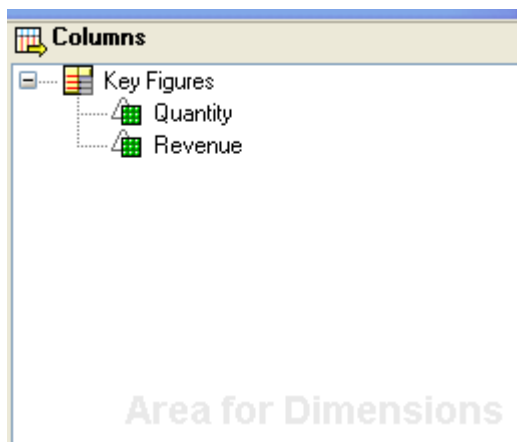 Columns
Key Figures
Quantity
Revenue
Area for Dimensions